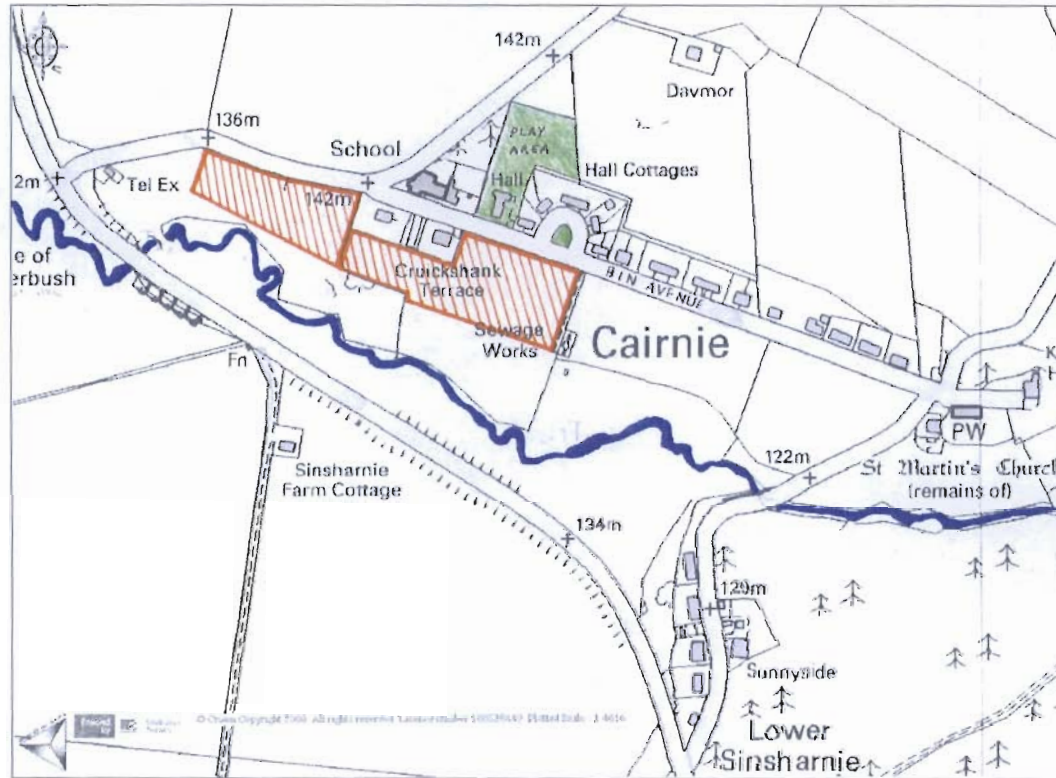 142m
Davmor
136m
PLAY
AREA
School
Hall
Hall Cottages
2m
Tel Ex
142m
e of
erbush
Cruickshank
Terrace
BIN AVENUE
Sewage
Works
Cairnie
Fn
K
H
PW
Sinsharnie
Farm Cottage
122m
St Martin's Church
(remains of)
134m
129m
Sunnyside
Lower
Sinsharnie